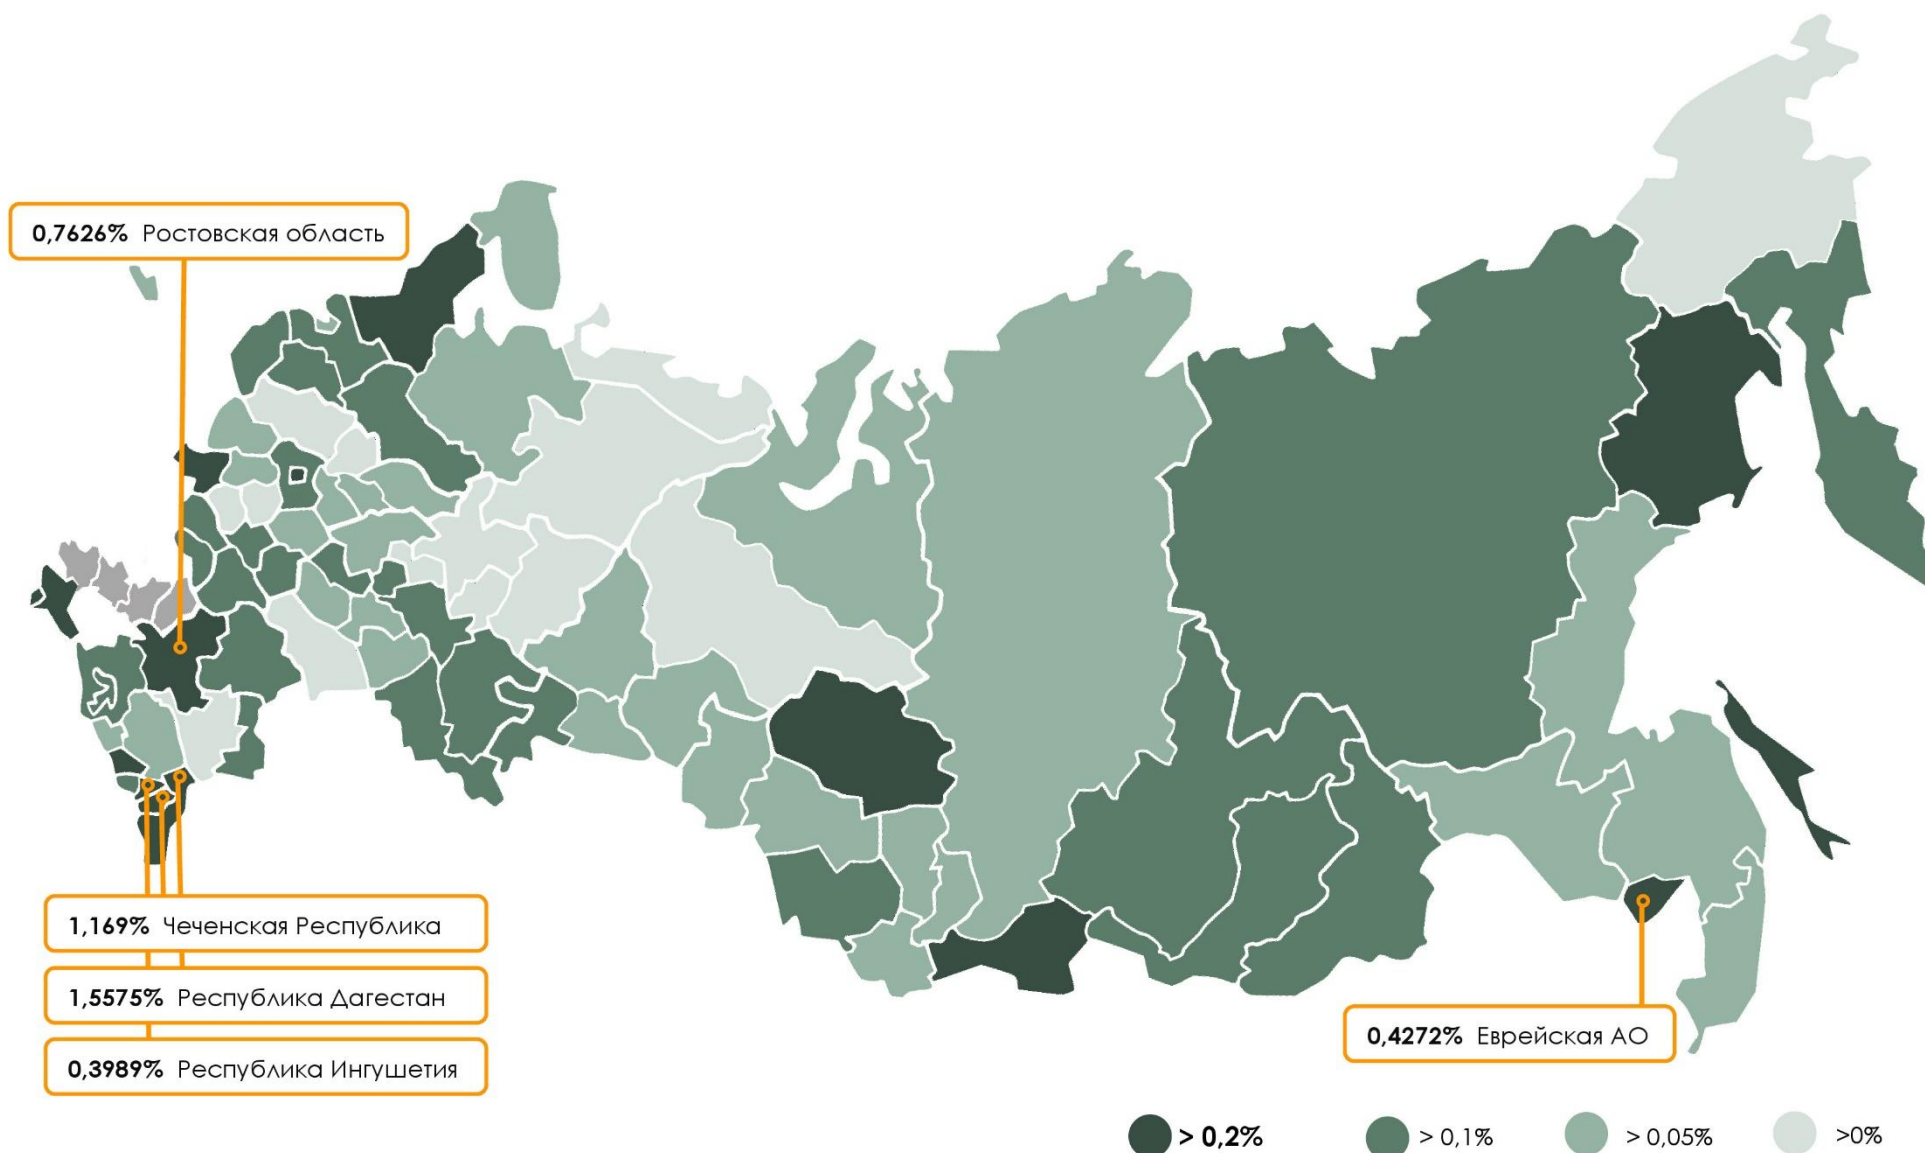 0,7626% Ростовская область
1,169% Чеченская Республика
1,5575% Республика Дагестан
0,3989% Республика Ингушетия
0,4272% Еврейская АО
> 0,2%
> 0,1%
> 0,05%
>0%